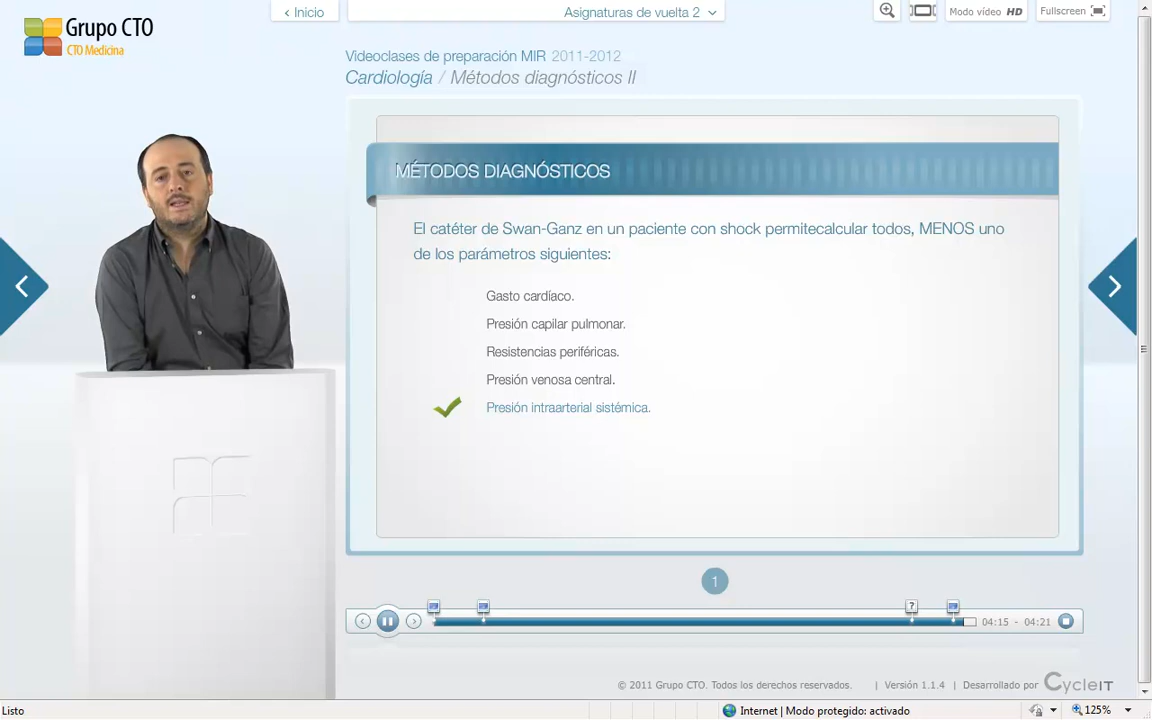 Grupo CTO
CTO Medicina
‹ Inicio
Asignaturas de vuelta 2
Modo vídeo HD
Fullscreen
Videoclases de preparación MIR 2011-2012
Cardiología / Métodos diagnósticos II
MÉTODOS DIAGNÓSTICOS
El catéter de Swan-Ganz en un paciente con shock permitecalcular todos, MENOS uno
de los parámetros siguientes:
Gasto cardíaco.
Presión capilar pulmonar.
Resistencias periféricas.
Presión venosa central.
Presión intraarterial sistémica.
1
?
04:15 - 04:21
© 2011 Grupo CTO. Todos los derechos reservados. | Versión 1.1.4 | Desarrollado por CycleIT
Listo
Internet | Modo protegido: activado
125%